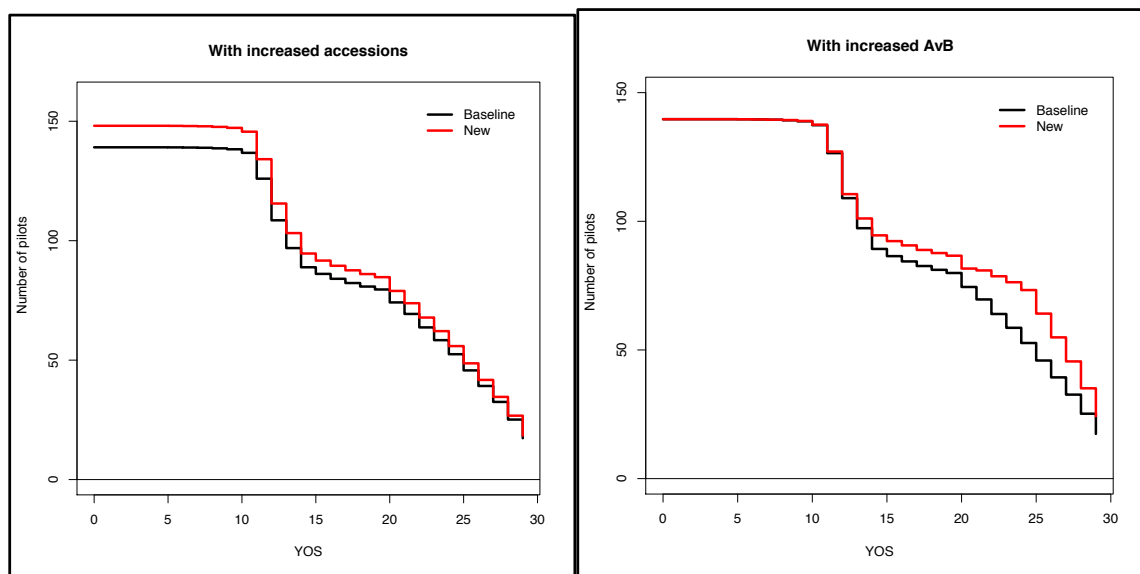 With increased accessions
Baseline
New
Number of pilots
150
100
50
0
0 5 10 15 20 25 30
YOS
With increased AvB
Baseline
New
Number of pilots
150
100
50
0
0 5 10 15 20 25 30
YOS